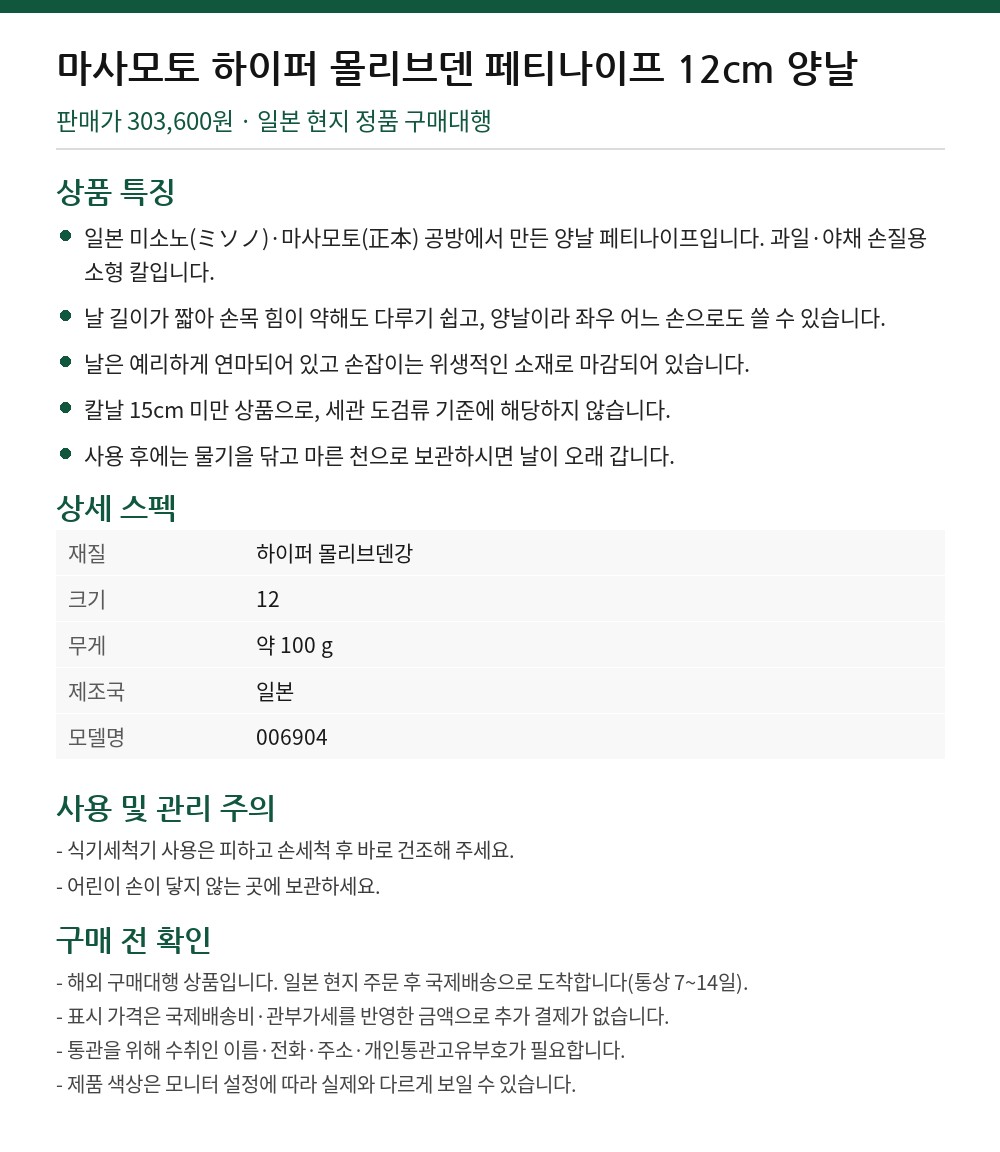 마사모토 하이퍼 몰리브덴 페티나이프 12cm 양날
판매가 303,600원 · 일본 현지 정품 구매대행
상품 특징
일본 미소노(ミソノ)·마사모토(正本) 공방에서 만든 양날 페티나이프입니다. 과일·야채 손질용
소형 칼입니다.
날 길이가 짧아 손목 힘이 약해도 다루기 쉽고, 양날이라 좌우 어느 손으로도 쓸 수 있습니다.
날은 예리하게 연마되어 있고 손잡이는 위생적인 소재로 마감되어 있습니다.
칼날 15cm 미만 상품으로, 세관 도검류 기준에 해당하지 않습니다.
사용 후에는 물기을 닦고 마른 천으로 보관하시면 날이 오래 갑니다.
상세 스펙
재질 하이퍼 몰리브덴강
크기 12
무게 약 100 g
제조국 일본
모델명 006904
사용 및 관리 주의
- 식기세척기 사용은 피하고 손세척 후 바로 건조해 주세요.
- 어린이 손이 닿지 않는 곳에 보관하세요.
구매 전 확인
- 해외 구매대행 상품입니다. 일본 현지 주문 후 국제배송으로 도착합니다(통상 7~14일).
- 표시 가격은 국제배송비·관부가세를 반영한 금액으로 추가 결제가 없습니다.
- 통관을 위해 수취인 이름·전화·주소·개인통관고유부호가 필요합니다.
- 제품 색상은 모니터 설정에 따라 실제와 다르게 보일 수 있습니다.